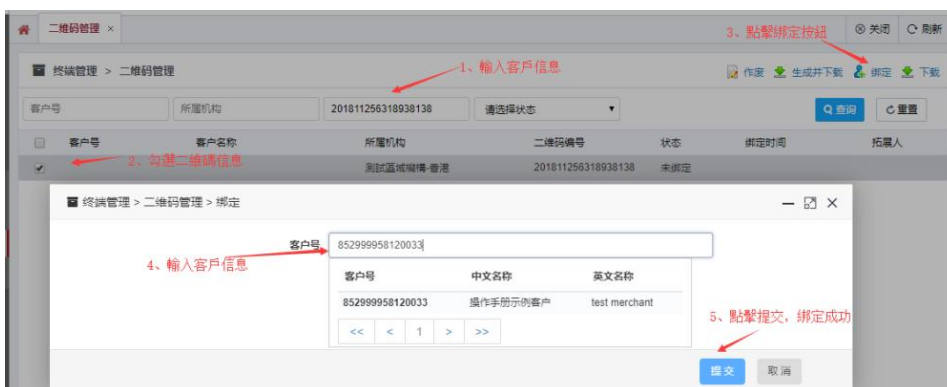 二维码管理 ×
3、點擊綁定按鈕
关闭 刷新
终端管理 > 二维码管理
1、輸入客戶信息
作废 生成并下载 绑定 下载
客户号 所属机构 201811256318938138 请选择状态 查询 重置
客户号 客户名称 所属机构 二维码编号 状态 绑定时间 拓展人
2、勾選二維碼信息
測試區域機構-香港 201811256318938138 未绑定
终端管理 > 二维码管理 > 绑定
客户号 852999958120033
4、輸入客戶信息
客户号 中文名称 英文名称
852999958120033 操作手册示例客户 test merchant
<< < 1 > >>
5、點擊提交，綁定成功
提交 取消